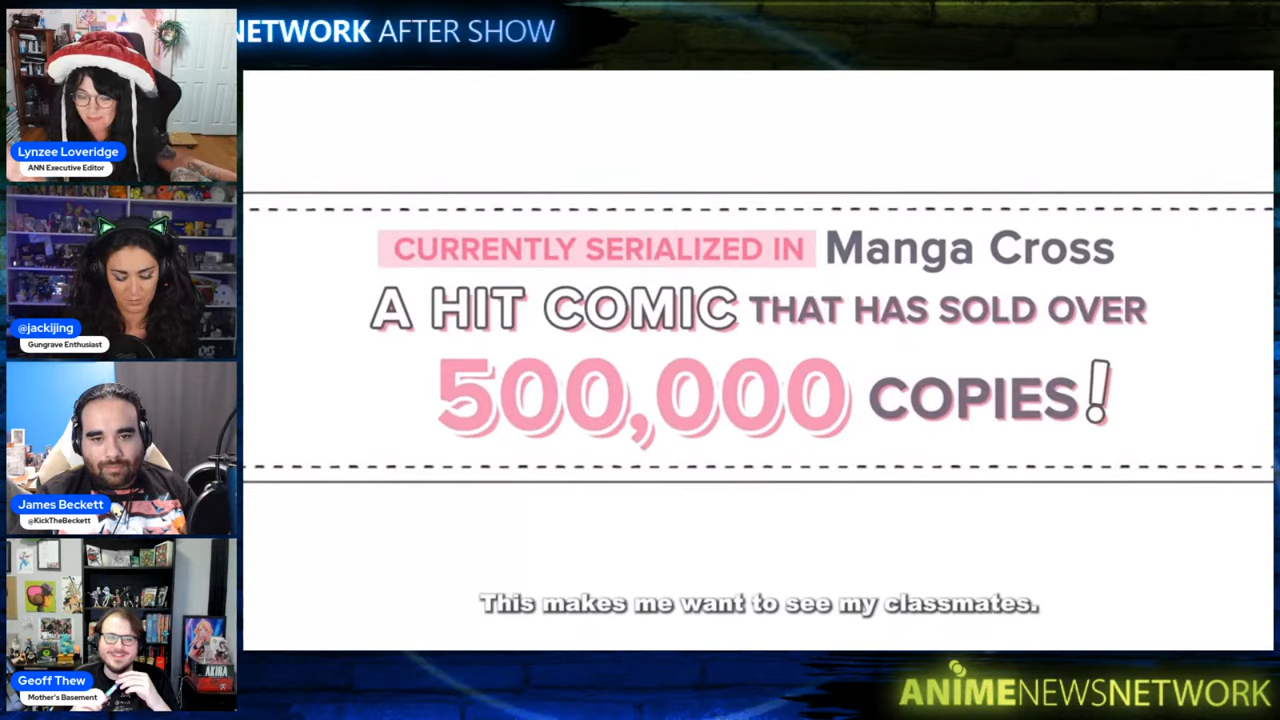 NETWORK AFTER SHOW
Lynzee Loveridge
ANN Executive Editor
@jackijing
Gungrave Enthusiast
James Beckett
@KickTheBeckett
Geoff Thew
Mother's Basement
AKIRA
CURRENTLY SERIALIZED IN Manga Cross
A HIT COMIC THAT HAS SOLD OVER
500,000 COPIES!
This makes me want to see my classmates.
ANIMENEWSNETWORK